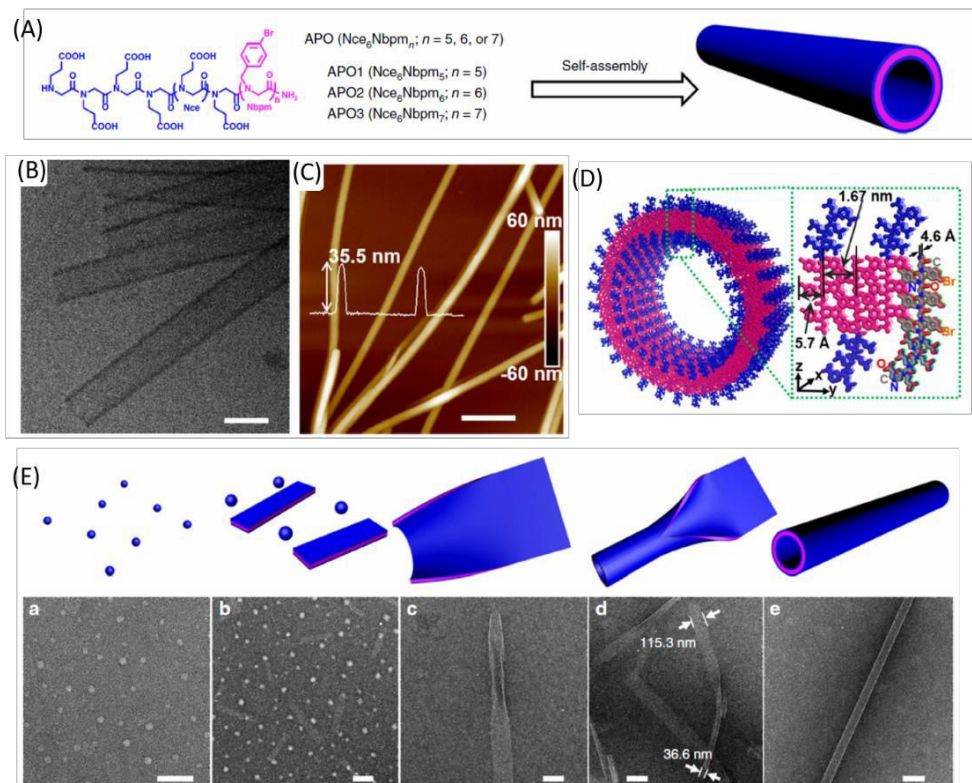 (A)
COOH
COOH
COOH
Br
HN
O
N
O
N
O
N
O
N
O
N
O
N
O
n
NH₂
Nce
Nbpm
COOH
COOH
COOH
APO (Nce₆Nbpmₙ; n = 5, 6, or 7)
APO1 (Nce₆Nbpm₅; n = 5)
APO2 (Nce₆Nbpm₆; n = 6)
APO3 (Nce₆Nbpm₇; n = 7)
Self-assembly
(B)
(C)
60 nm
35.5 nm
-60 nm
(D)
1.67 nm
4.6 Å
C
N
O
Br
Br
5.7 Å
z
x
y
O
C
N
(E)
a
b
c
d
e
115.3 nm
36.6 nm